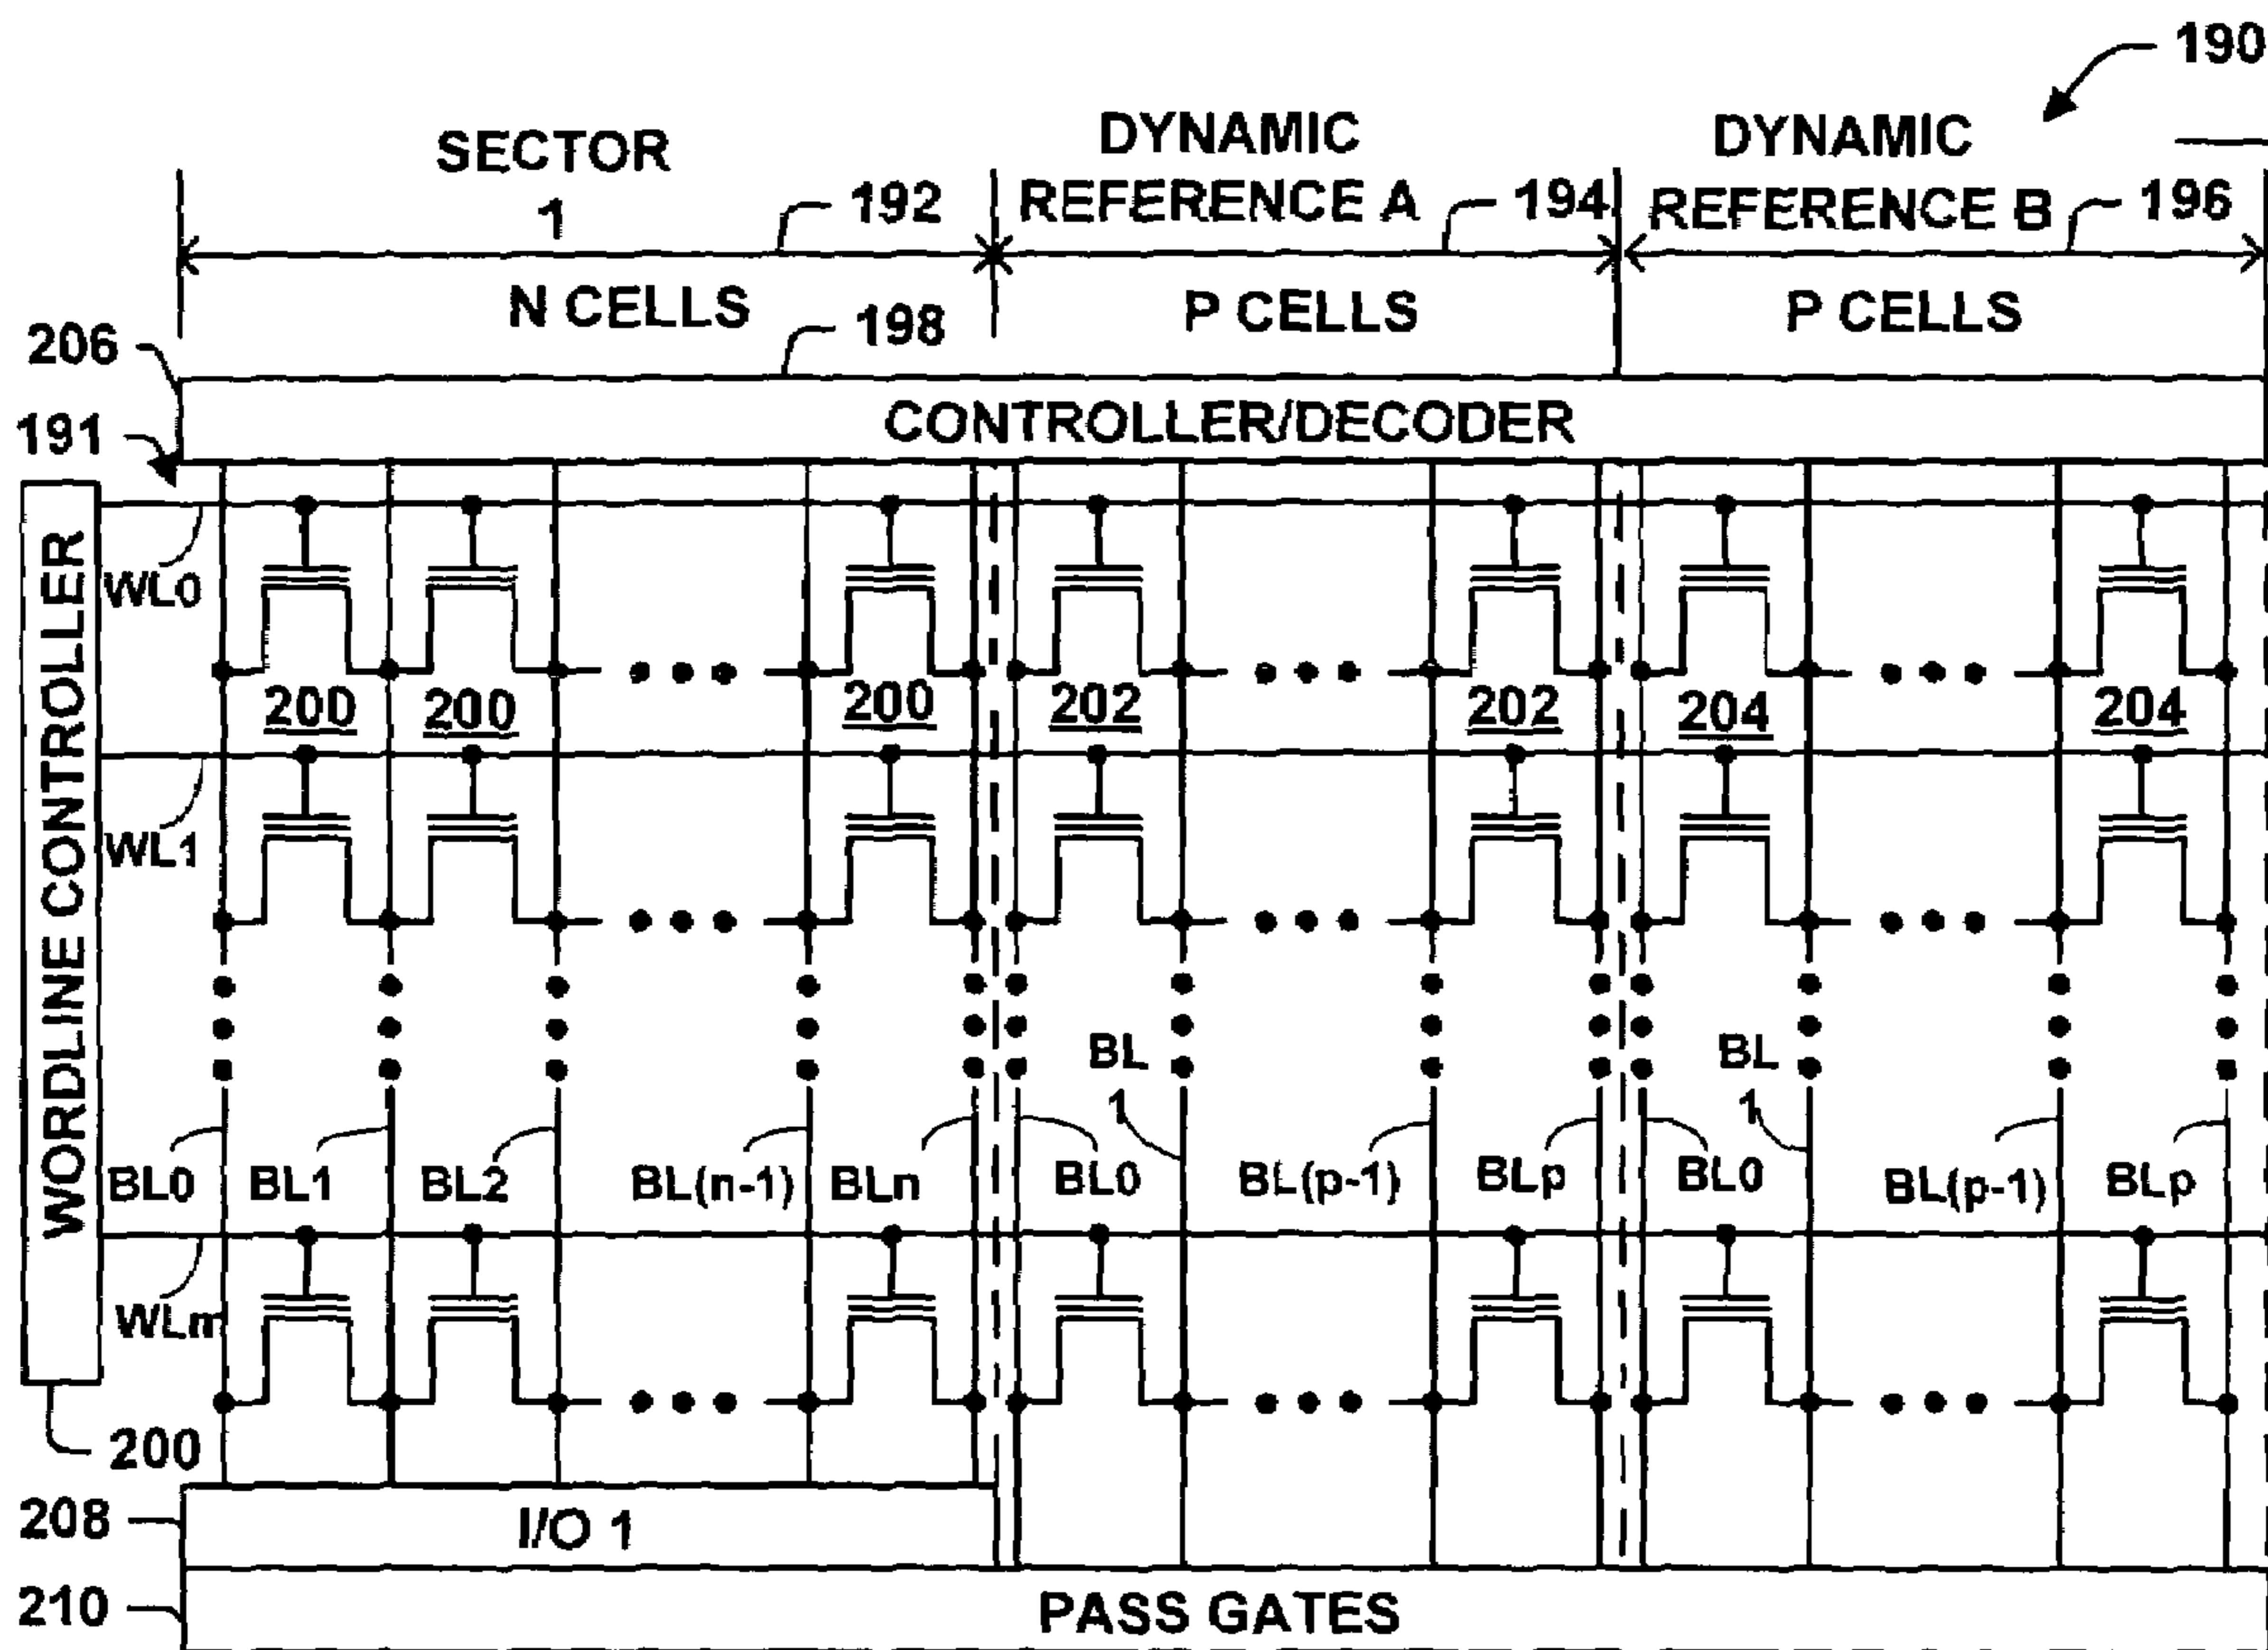 190
SECTOR
1
192
DYNAMIC
REFERENCE A
194
DYNAMIC
REFERENCE B
196
N CELLS
P CELLS
P CELLS
198
206
CONTROLLER/DECODER
191
WORDLINE CONTROLLER
WL0
200
200
200
202
202
204
204
WL1
BL
1
BL
1
BL0
BL1
BL2
BL(n-1)
BLn
BL0
BL(p-1)
BLp
BL0
BL(p-1)
BLp
WLm
200
208
I/O 1
210
PASS GATES